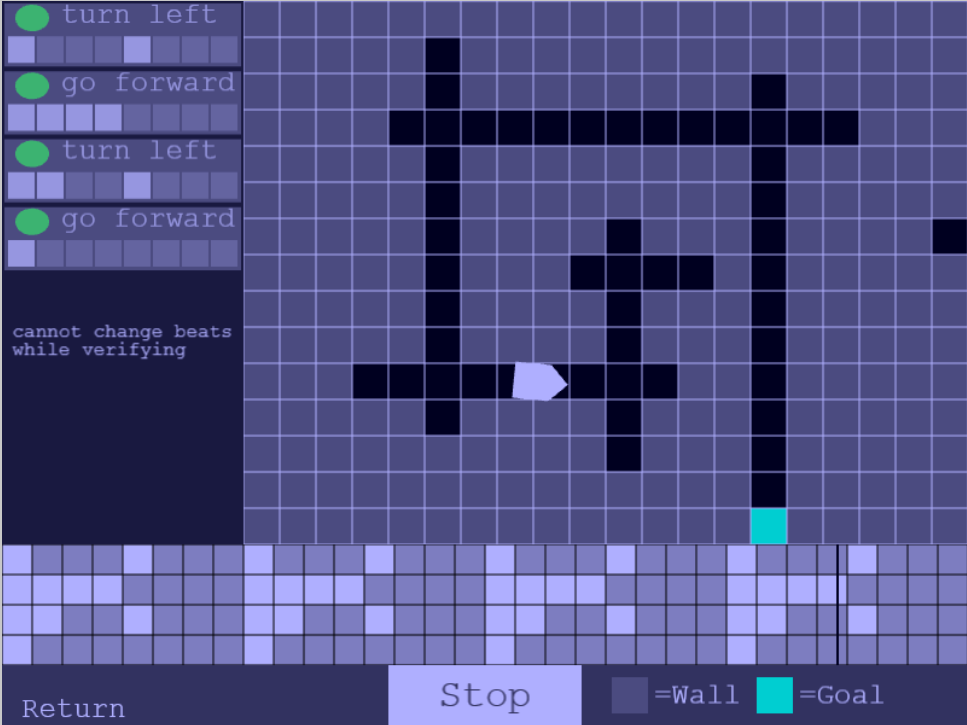 turn left
go forward
turn left
go forward
cannot change beats
while verifying
Return
Stop
=Wall
=Goal